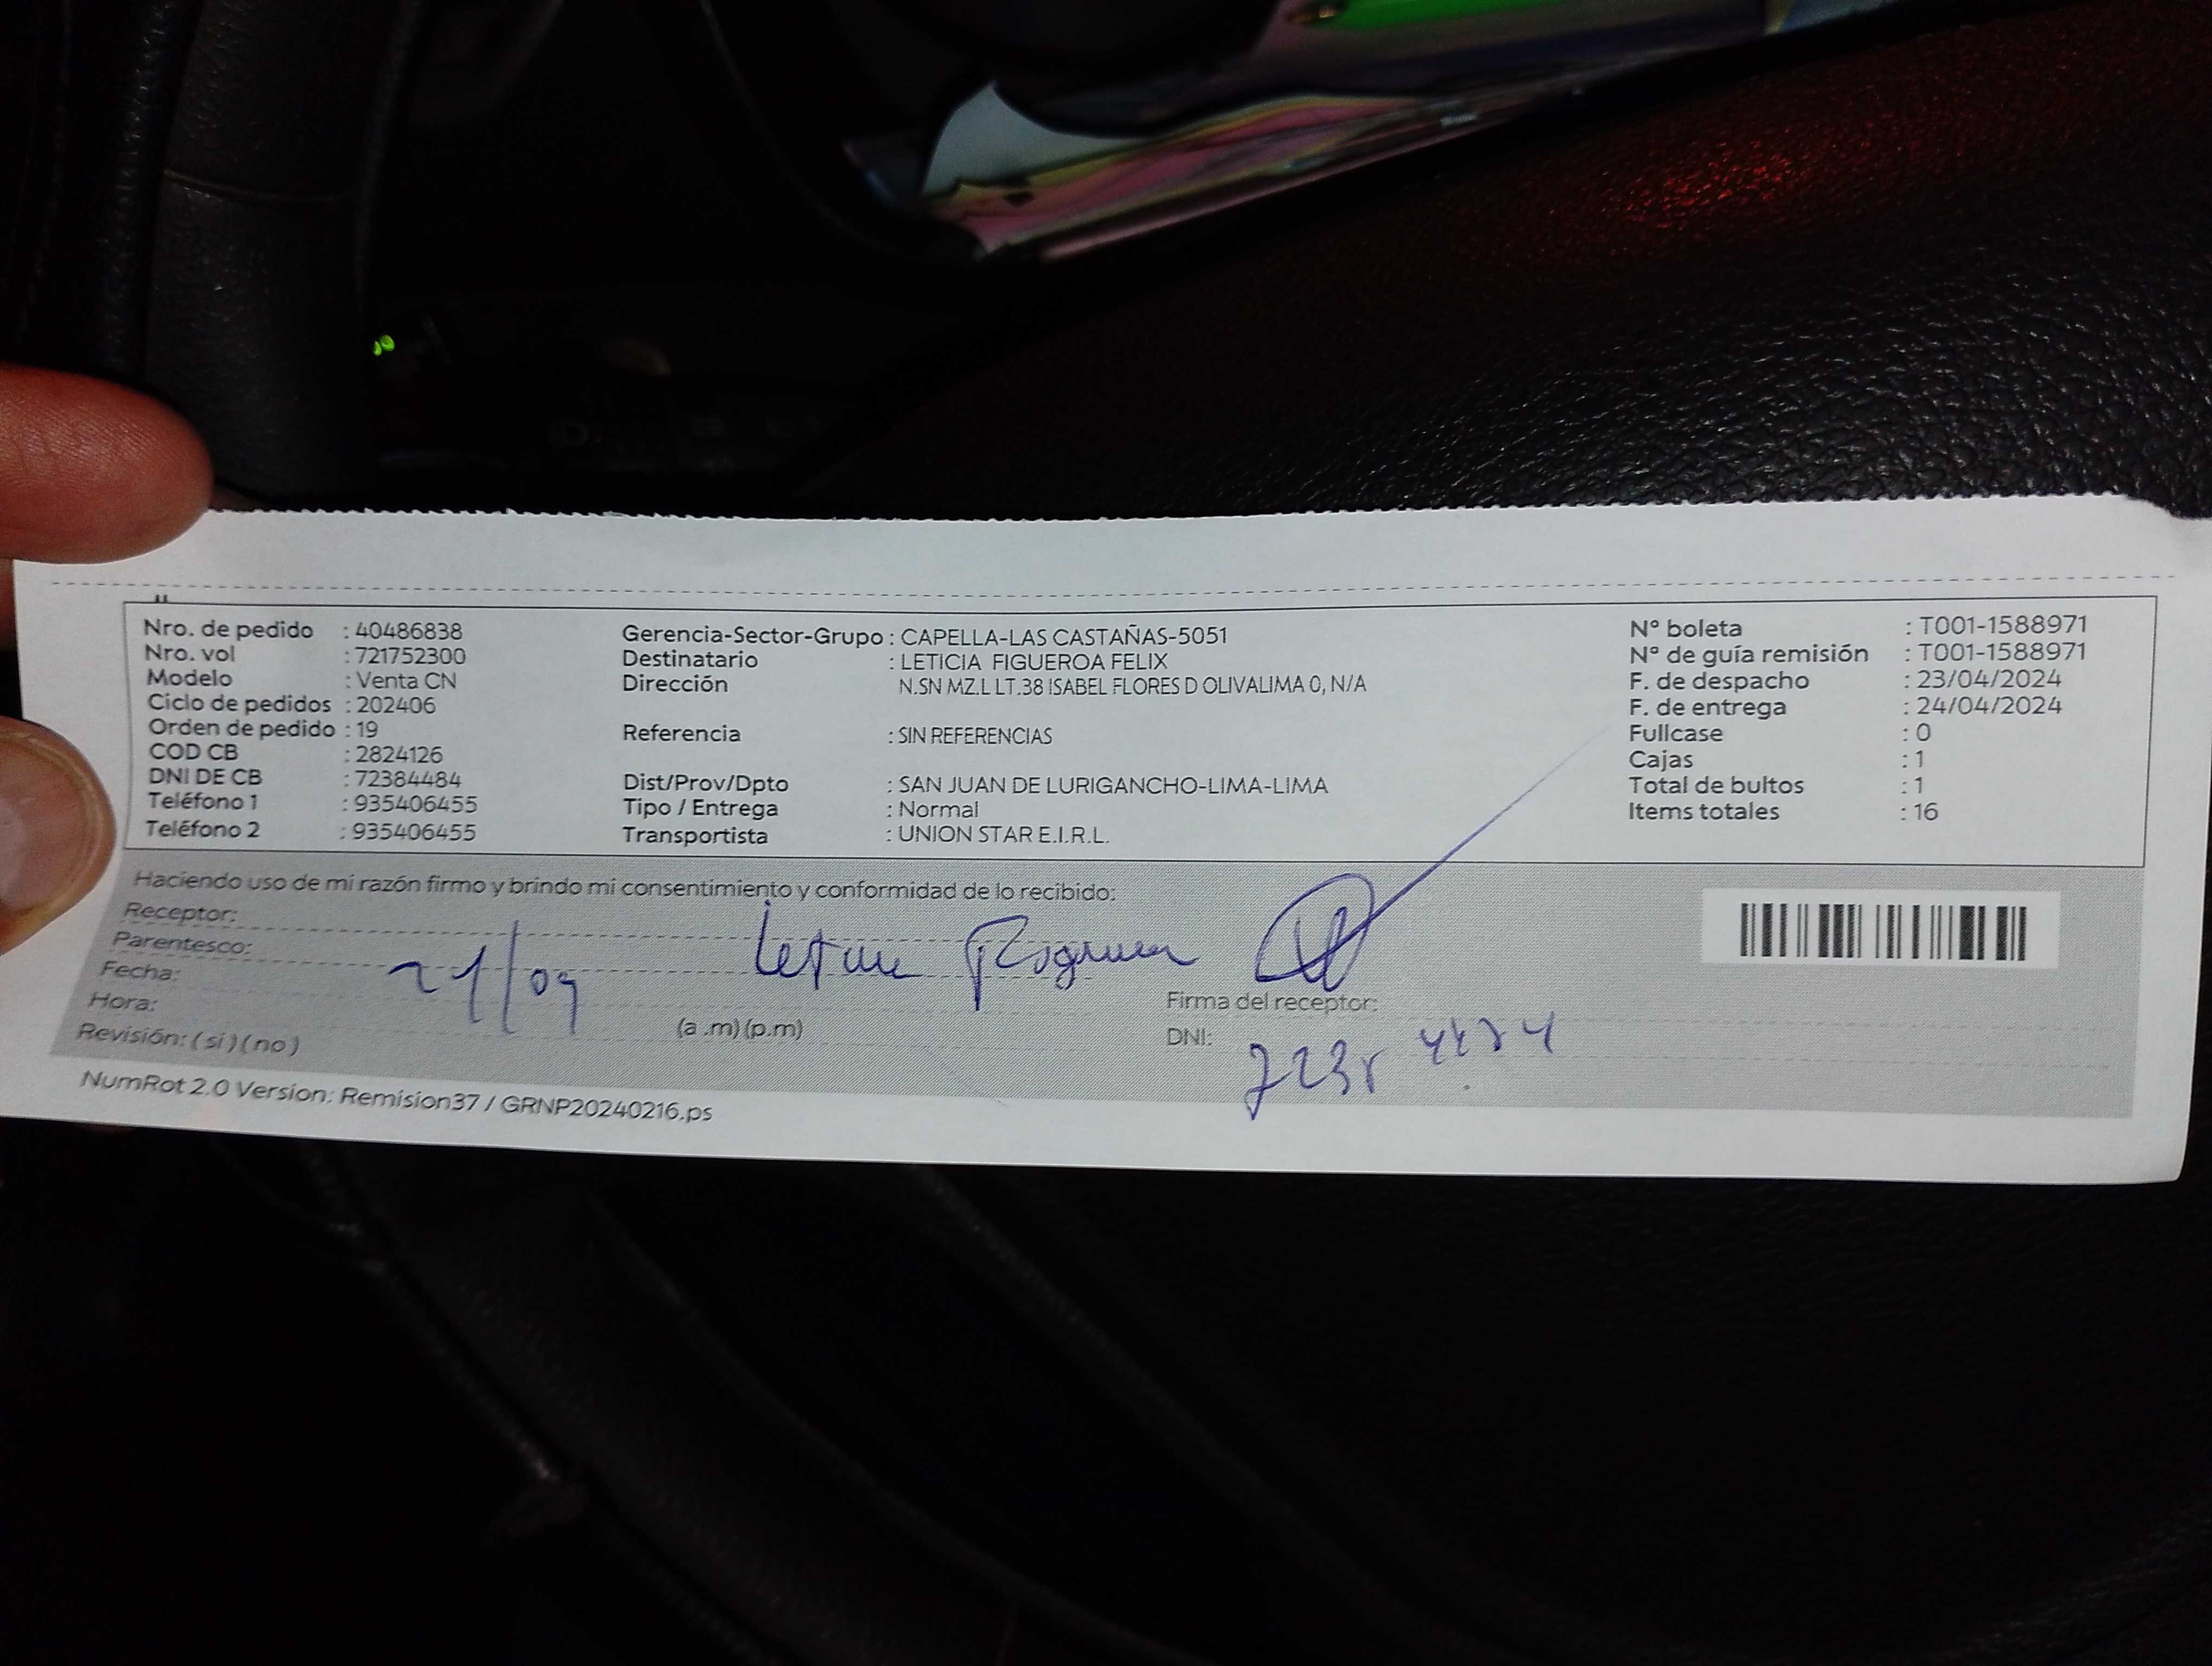 Nro. de pedido : 40486838
Nro. vol : 721752300
Modelo : Venta CN
Ciclo de pedidos : 202406
Orden de pedido : 19
COD CB : 2824126
DNI DE CB : 72384484
Teléfono 1 : 935406455
Teléfono 2 : 935406455
Gerencia-Sector-Grupo : CAPELLA-LAS CASTAÑAS-5051
Destinatario : LETICIA FIGUEROA FELIX
Dirección N.SN MZ.L LT.38 ISABEL FLORES D OLIVALIMA 0, N/A
Referencia : SIN REFERENCIAS
Dist/Prov/Dpto : SAN JUAN DE LURIGANCHO-LIMA-LIMA
Tipo / Entrega : Normal
Transportista : UNION STAR E.I.R.L.
N° boleta : T001-1588971
N° de guía remisión : T001-1588971
F. de despacho : 23/04/2024
F. de entrega : 24/04/2024
Fullcase : 0
Cajas : 1
Total de bultos : 1
Items totales : 16
Haciendo uso de mi razón firmo y brindo mi consentimiento y conformidad de lo recibido:
Receptor:
Parentesco:
Fecha:
Hora: (a .m) (p.m)
Revisión: ( si ) ( no )
Firma del receptor:
DNI:
NumRot 2.0 Version: Remision37 / GRNP20240216.ps